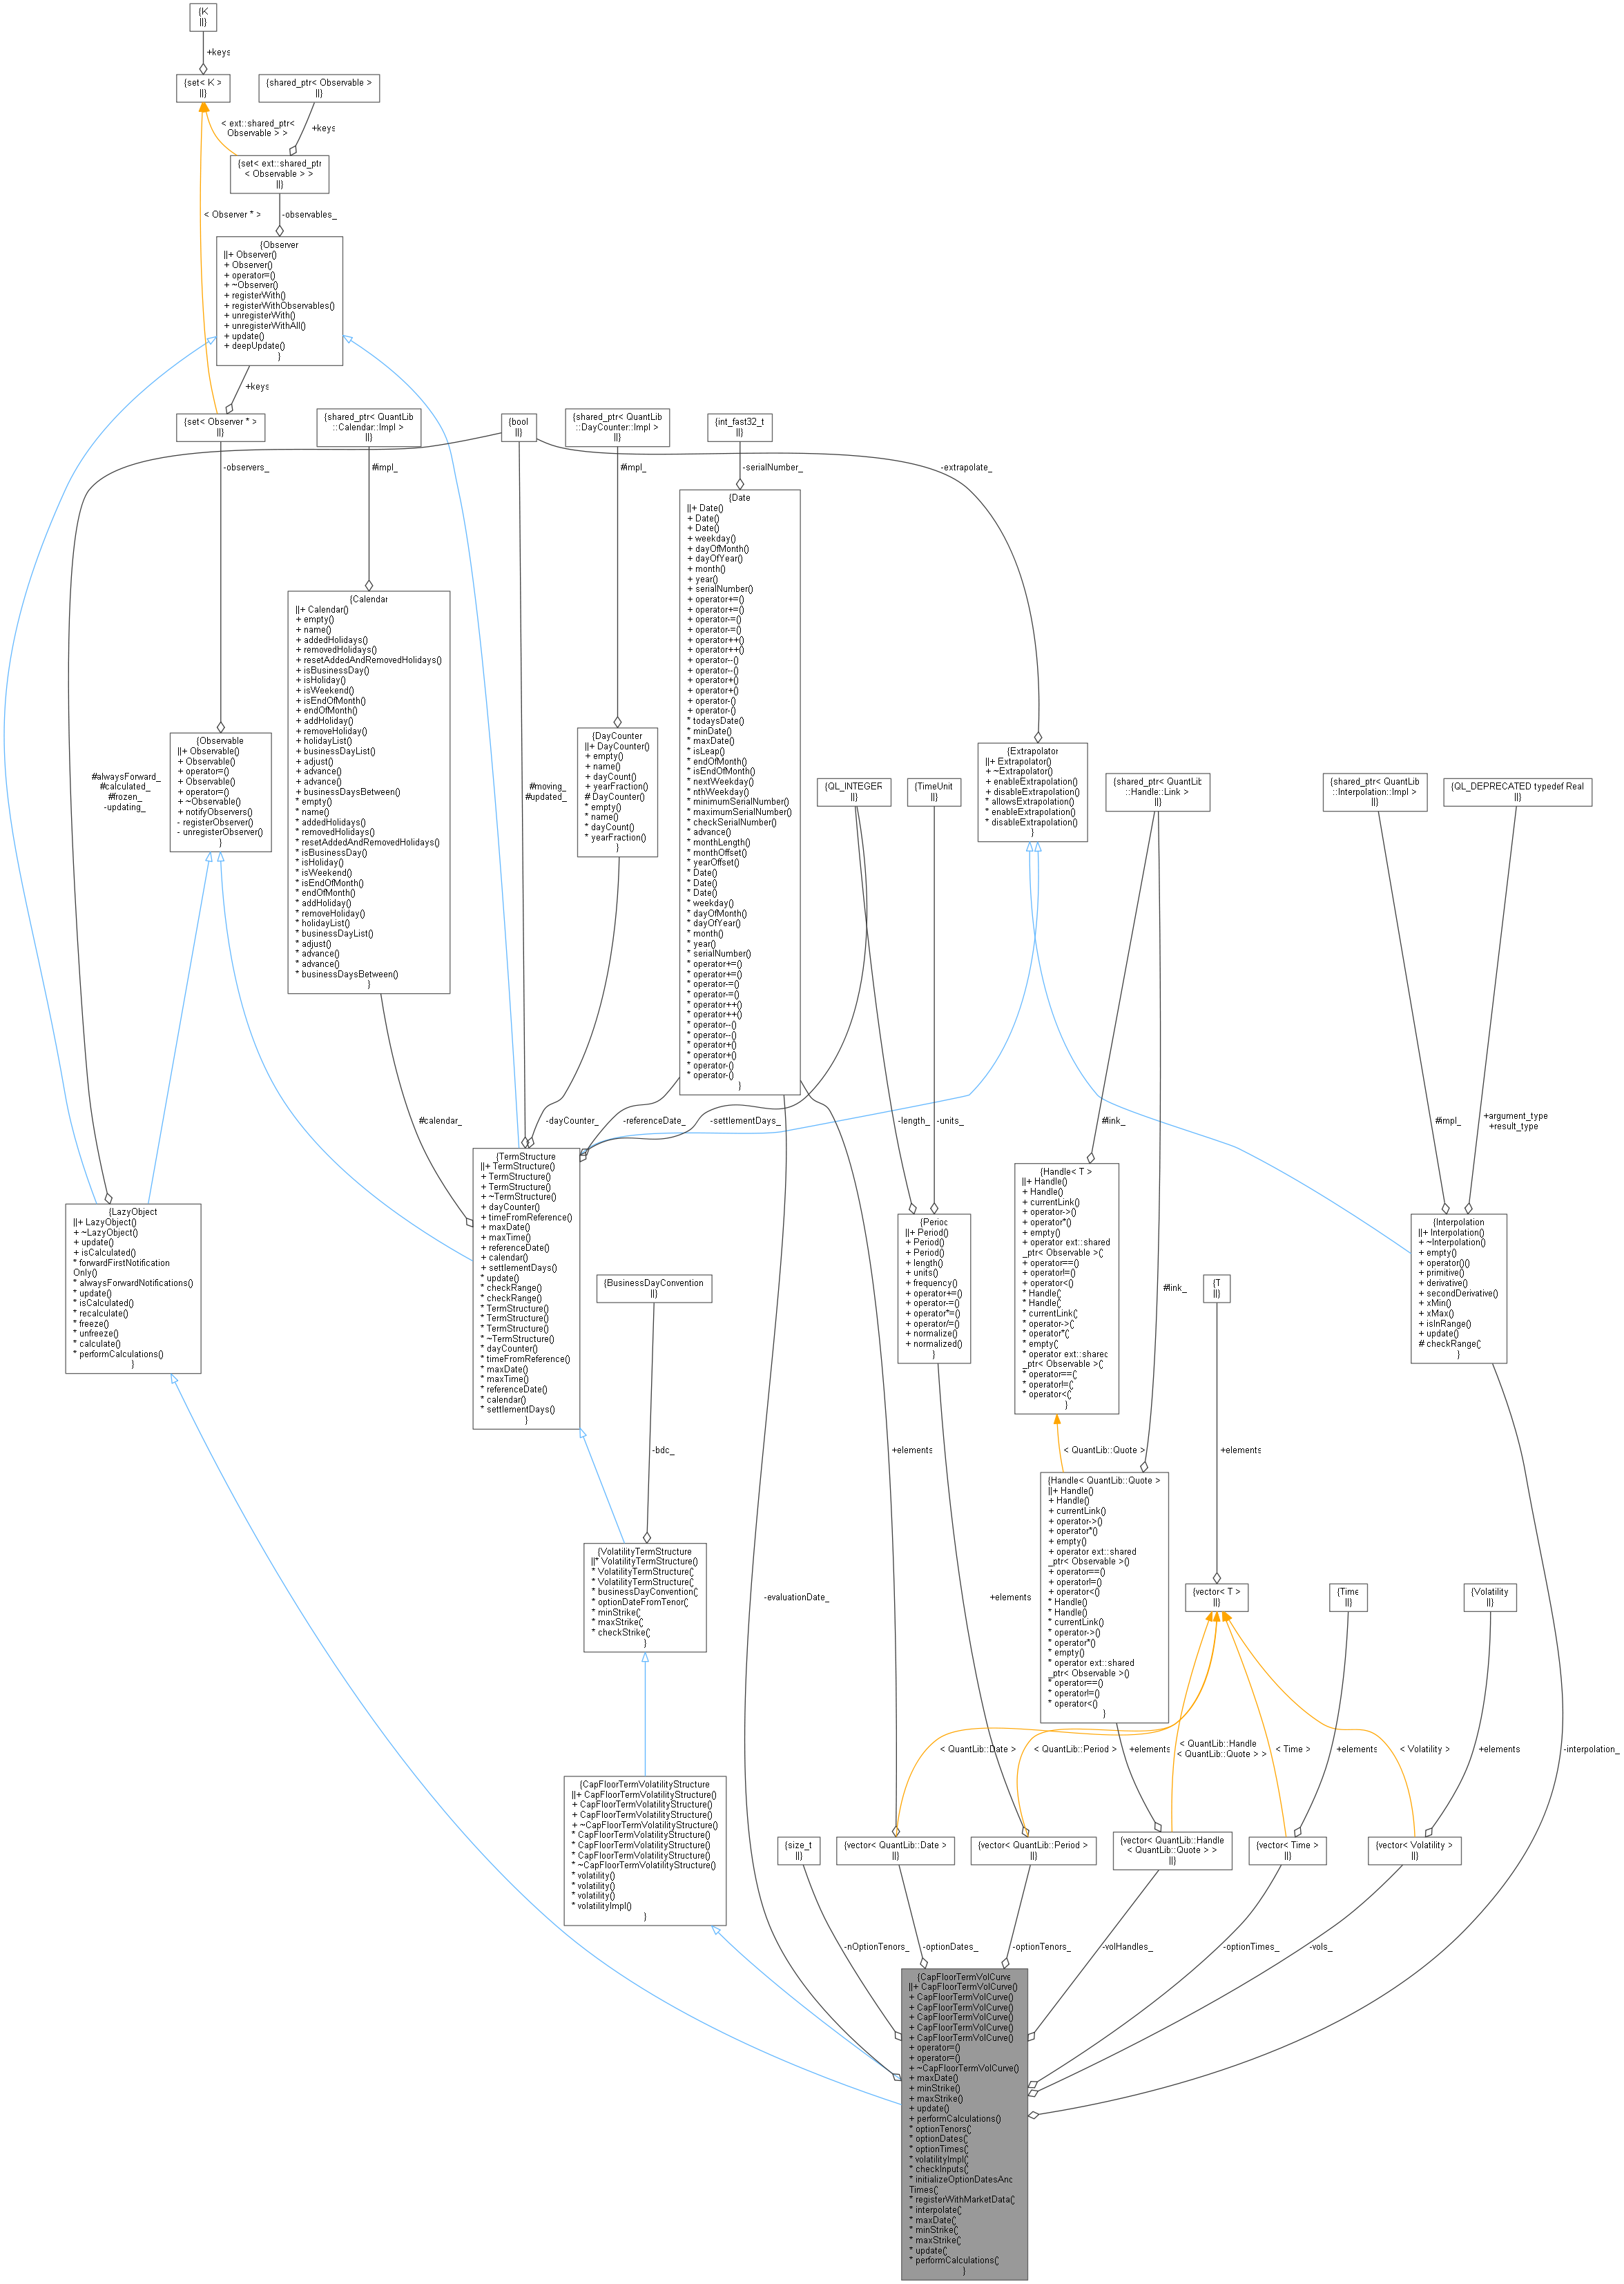 {K
||}
+keys
{set< K >
||}
{shared_ptr< Observable >
||}
< ext::shared_ptr<
Observable > >
+keys
{set< ext::shared_ptr
< Observable > >
||}
< Observer * >
-observables_
{Observer
||+ Observer()
+ Observer()
+ operator=()
+ ~Observer()
+ registerWith()
+ registerWithObservables()
+ unregisterWith()
+ unregisterWithAll()
+ update()
+ deepUpdate()
}
+keys
{set< Observer * >
||}
{shared_ptr< QuantLib
::Calendar::Impl >
||}
{bool
||}
{shared_ptr< QuantLib
::DayCounter::Impl >
||}
{int_fast32_t
||}
-observers_
#impl_
#impl_
-serialNumber_
-extrapolate_
{Date
||+ Date()
+ Date()
+ Date()
+ weekday()
+ dayOfMonth()
+ dayOfYear()
+ month()
+ year()
+ serialNumber()
+ operator+=()
+ operator+=()
+ operator-=()
+ operator-=()
+ operator++()
+ operator++()
+ operator--()
+ operator--()
+ operator+()
+ operator+()
+ operator-()
+ operator-()
* todaysDate()
* minDate()
* maxDate()
* isLeap()
* endOfMonth()
* isEndOfMonth()
* nextWeekday()
* nthWeekday()
* minimumSerialNumber()
* maximumSerialNumber()
* checkSerialNumber()
* advance()
* monthLength()
* monthOffset()
* yearOffset()
* Date()
* Date()
* Date()
* weekday()
* dayOfMonth()
* dayOfYear()
* month()
* year()
* serialNumber()
* operator+=()
* operator+=()
* operator-=()
* operator-=()
* operator++()
* operator++()
* operator--()
* operator--()
* operator+()
* operator+()
* operator-()
* operator-()
}
{Calendar
||+ Calendar()
+ empty()
+ name()
+ addedHolidays()
+ removedHolidays()
+ resetAddedAndRemovedHolidays()
+ isBusinessDay()
+ isHoliday()
+ isWeekend()
+ isEndOfMonth()
+ endOfMonth()
+ addHoliday()
+ removeHoliday()
+ holidayList()
+ businessDayList()
+ adjust()
+ advance()
+ advance()
+ businessDaysBetween()
* empty()
* name()
* addedHolidays()
* removedHolidays()
* resetAddedAndRemovedHolidays()
* isBusinessDay()
* isHoliday()
* isWeekend()
* isEndOfMonth()
* endOfMonth()
* addHoliday()
* removeHoliday()
* holidayList()
* businessDayList()
* adjust()
* advance()
* advance()
* businessDaysBetween()
}
{DayCounter
||+ DayCounter()
+ empty()
+ name()
+ dayCount()
+ yearFraction()
# DayCounter()
* empty()
* name()
* dayCount()
* yearFraction()
}
{Observable
||+ Observable()
+ Observable()
+ operator=()
+ Observable()
+ operator=()
+ ~Observable()
+ notifyObservers()
- registerObserver()
- unregisterObserver()
}
{Extrapolator
||+ Extrapolator()
+ ~Extrapolator()
+ enableExtrapolation()
+ disableExtrapolation()
* allowsExtrapolation()
* enableExtrapolation()
* disableExtrapolation()
}
#alwaysForward_
#calculated_
#frozen_
-updating_
#moving_
#updated_
{QL_INTEGER
||}
{TimeUnit
||}
{shared_ptr< QuantLib
::Handle::Link >
||}
{shared_ptr< QuantLib
::Interpolation::Impl >
||}
{QL_DEPRECATED typedef Real
||}
#calendar_
-dayCounter_
-referenceDate_
-settlementDays_
-length_
-units_
#link_
#impl_
+argument_type
+result_type
{TermStructure
||+ TermStructure()
+ TermStructure()
+ TermStructure()
+ ~TermStructure()
+ dayCounter()
+ timeFromReference()
+ maxDate()
+ maxTime()
+ referenceDate()
+ calendar()
+ settlementDays()
* update()
* checkRange()
* checkRange()
* TermStructure()
* TermStructure()
* TermStructure()
* ~TermStructure()
* dayCounter()
* timeFromReference()
* maxDate()
* maxTime()
* referenceDate()
* calendar()
* settlementDays()
}
{LazyObject
||+ LazyObject()
+ ~LazyObject()
+ update()
+ isCalculated()
* forwardFirstNotification
Only()
* alwaysForwardNotifications()
* update()
* isCalculated()
* recalculate()
* freeze()
* unfreeze()
* calculate()
* performCalculations()
}
{Handle< T >
||+ Handle()
+ Handle()
+ currentLink()
+ operator->()
+ operator*()
+ empty()
+ operator ext::shared
_ptr< Observable >()
+ operator==()
+ operator!=()
+ operator<()
* Handle()
* Handle()
* currentLink()
* operator->()
* operator*()
* empty()
* operator ext::shared
_ptr< Observable >()
* operator==()
* operator!=()
* operator<()
}
{Period
||+ Period()
+ Period()
+ Period()
+ length()
+ units()
+ frequency()
+ operator+=()
+ operator-=()
+ operator*=()
+ operator/=()
+ normalize()
+ normalized()
}
{Interpolation
||+ Interpolation()
+ ~Interpolation()
+ empty()
+ operator()()
+ primitive()
+ derivative()
+ secondDerivative()
+ xMin()
+ xMax()
+ isInRange()
+ update()
# checkRange()
}
{BusinessDayConvention
||}
#link_
{T
||}
-bdc_
+elements
< QuantLib::Quote >
+elements
{Handle< QuantLib::Quote >
||+ Handle()
+ Handle()
+ currentLink()
+ operator->()
+ operator*()
+ empty()
+ operator ext::shared
_ptr< Observable >()
+ operator==()
+ operator!=()
+ operator<()
* Handle()
* Handle()
* currentLink()
* operator->()
* operator*()
* empty()
* operator ext::shared
_ptr< Observable >()
* operator==()
* operator!=()
* operator<()
}
{VolatilityTermStructure
||* VolatilityTermStructure()
* VolatilityTermStructure()
* VolatilityTermStructure()
* businessDayConvention()
* optionDateFromTenor()
* minStrike()
* maxStrike()
* checkStrike()
}
-evaluationDate_
+elements
{vector< T >
||}
{Time
||}
{Volatility
||}
< QuantLib::Date >
< QuantLib::Period >
+elements
< QuantLib::Handle
< QuantLib::Quote > >
< Time >
+elements
< Volatility >
+elements
-interpolation_
{CapFloorTermVolatilityStructure
||+ CapFloorTermVolatilityStructure()
+ CapFloorTermVolatilityStructure()
+ CapFloorTermVolatilityStructure()
+ ~CapFloorTermVolatilityStructure()
* CapFloorTermVolatilityStructure()
* CapFloorTermVolatilityStructure()
* CapFloorTermVolatilityStructure()
* ~CapFloorTermVolatilityStructure()
* volatility()
* volatility()
* volatility()
* volatilityImpl()
}
{size_t
||}
{vector< QuantLib::Date >
||}
{vector< QuantLib::Period >
||}
{vector< QuantLib::Handle
< QuantLib::Quote > >
||}
{vector< Time >
||}
{vector< Volatility >
||}
-nOptionTenors_
-optionDates_
-optionTenors_
-volHandles_
-optionTimes_
-vols_
{CapFloorTermVolCurve
||+ CapFloorTermVolCurve()
+ CapFloorTermVolCurve()
+ CapFloorTermVolCurve()
+ CapFloorTermVolCurve()
+ CapFloorTermVolCurve()
+ CapFloorTermVolCurve()
+ operator=()
+ operator=()
+ ~CapFloorTermVolCurve()
+ maxDate()
+ minStrike()
+ maxStrike()
+ update()
+ performCalculations()
* optionTenors()
* optionDates()
* optionTimes()
* volatilityImpl()
* checkInputs()
* initializeOptionDatesAnd
Times()
* registerWithMarketData()
* interpolate()
* maxDate()
* minStrike()
* maxStrike()
* update()
* performCalculations()
}